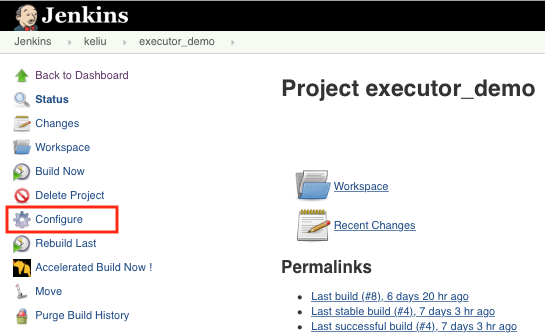 Jenkins
Jenkins keliu executor_demo
Back to Dashboard
Status
Changes
Workspace
Build Now
Delete Project
Configure
Rebuild Last
Accelerated Build Now !
Move
Purge Build History
Project executor_demo
Workspace
Recent Changes
Permalinks
Last build (#8), 6 days 20 hr ago
Last stable build (#4), 7 days 3 hr ago
Last successful build (#4), 7 days 3 hr ago